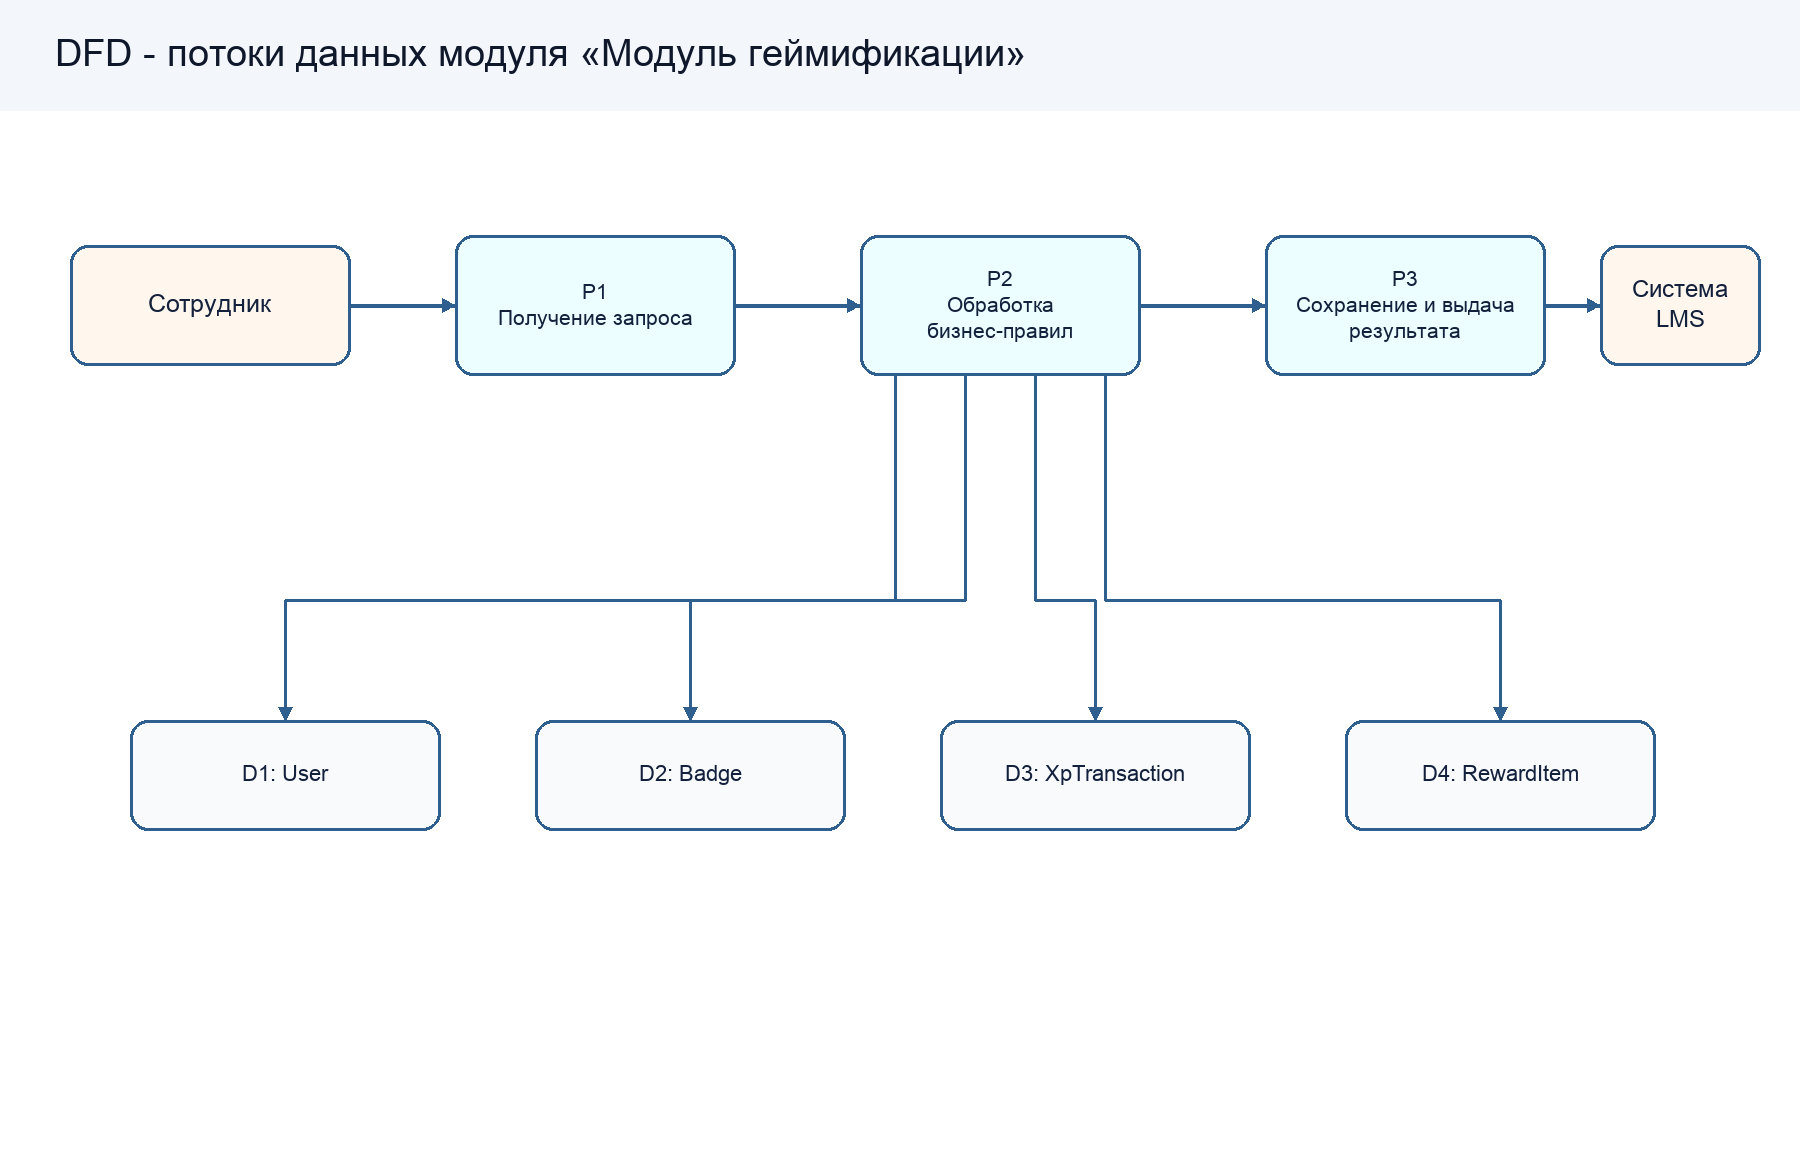 DFD - потоки данных модуля «Модуль геймификации»
Сотрудник
P1
Получение запроса
P2
Обработка
бизнес-правил
P3
Сохранение и выдача
результата
Система
LMS
D1: User
D2: Badge
D3: XpTransaction
D4: RewardItem